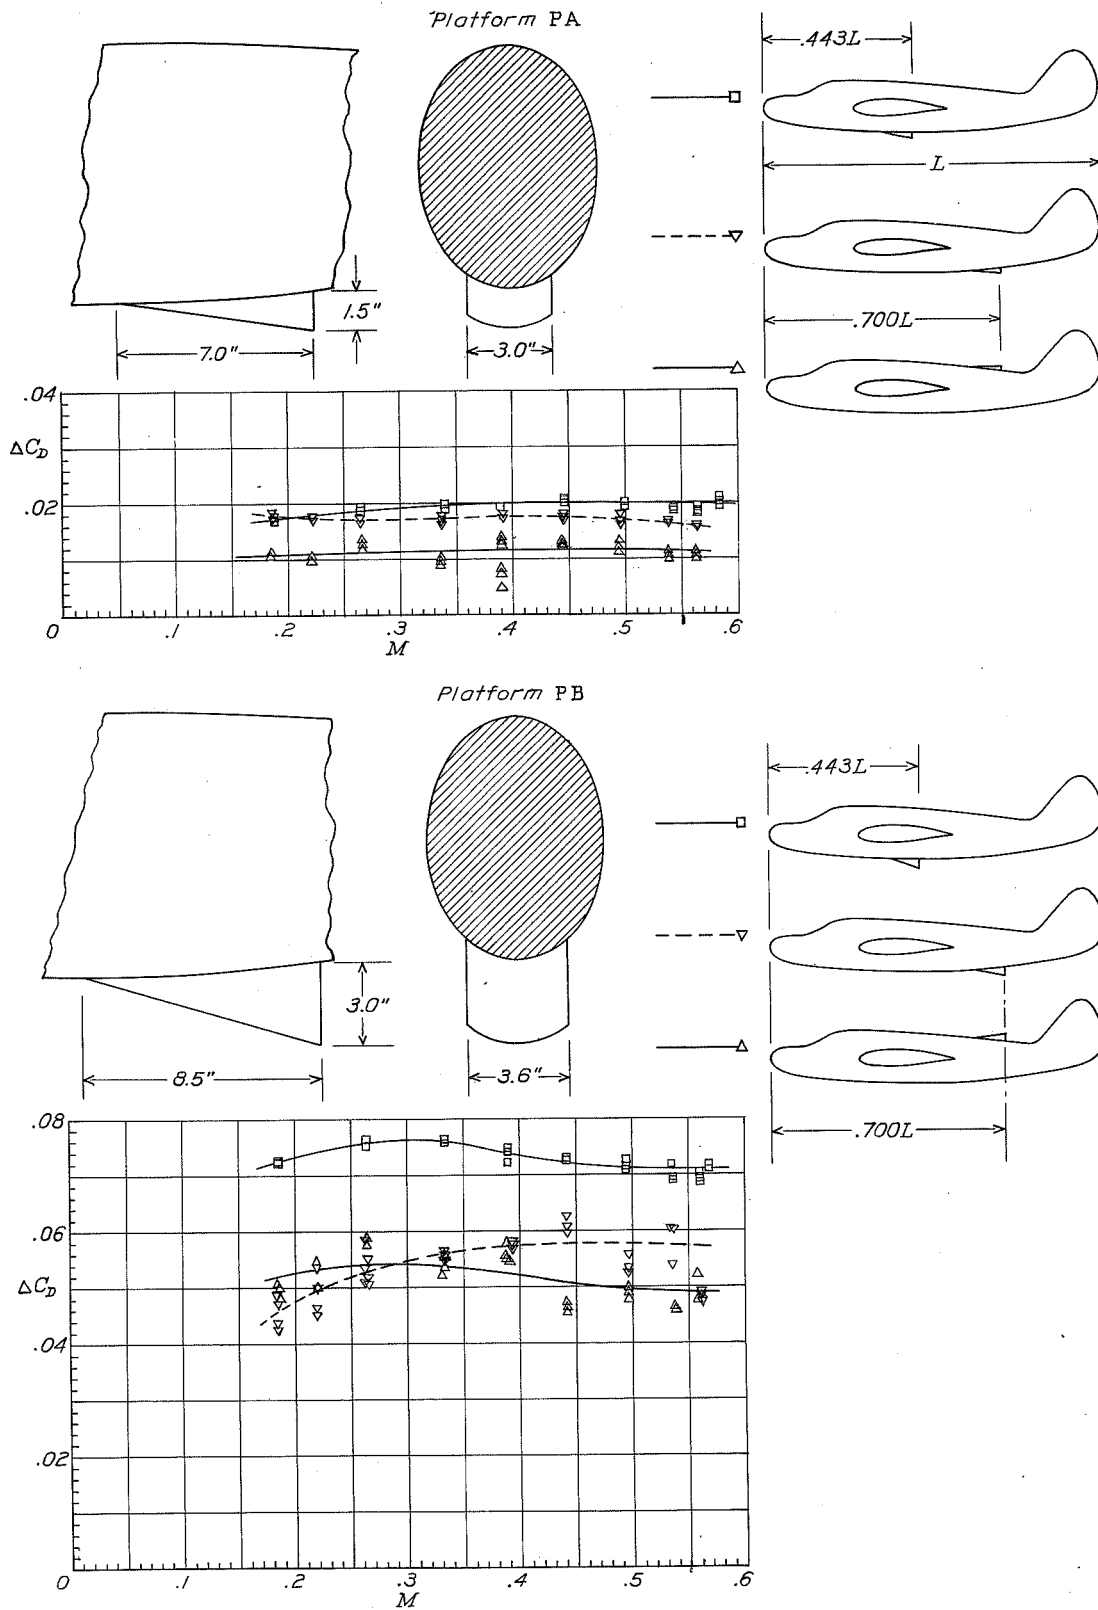 Platform PA
.443L
L
1.5"
7.0"
3.0"
.700L
.04
ΔC_D
.02
0 .1 .2 .3 .4 .5 .6
M
Platform PB
.443L
3.0"
8.5"
3.6"
.700L
.08
.06
ΔC_D
.04
.02
0 .1 .2 .3 .4 .5 .6
M